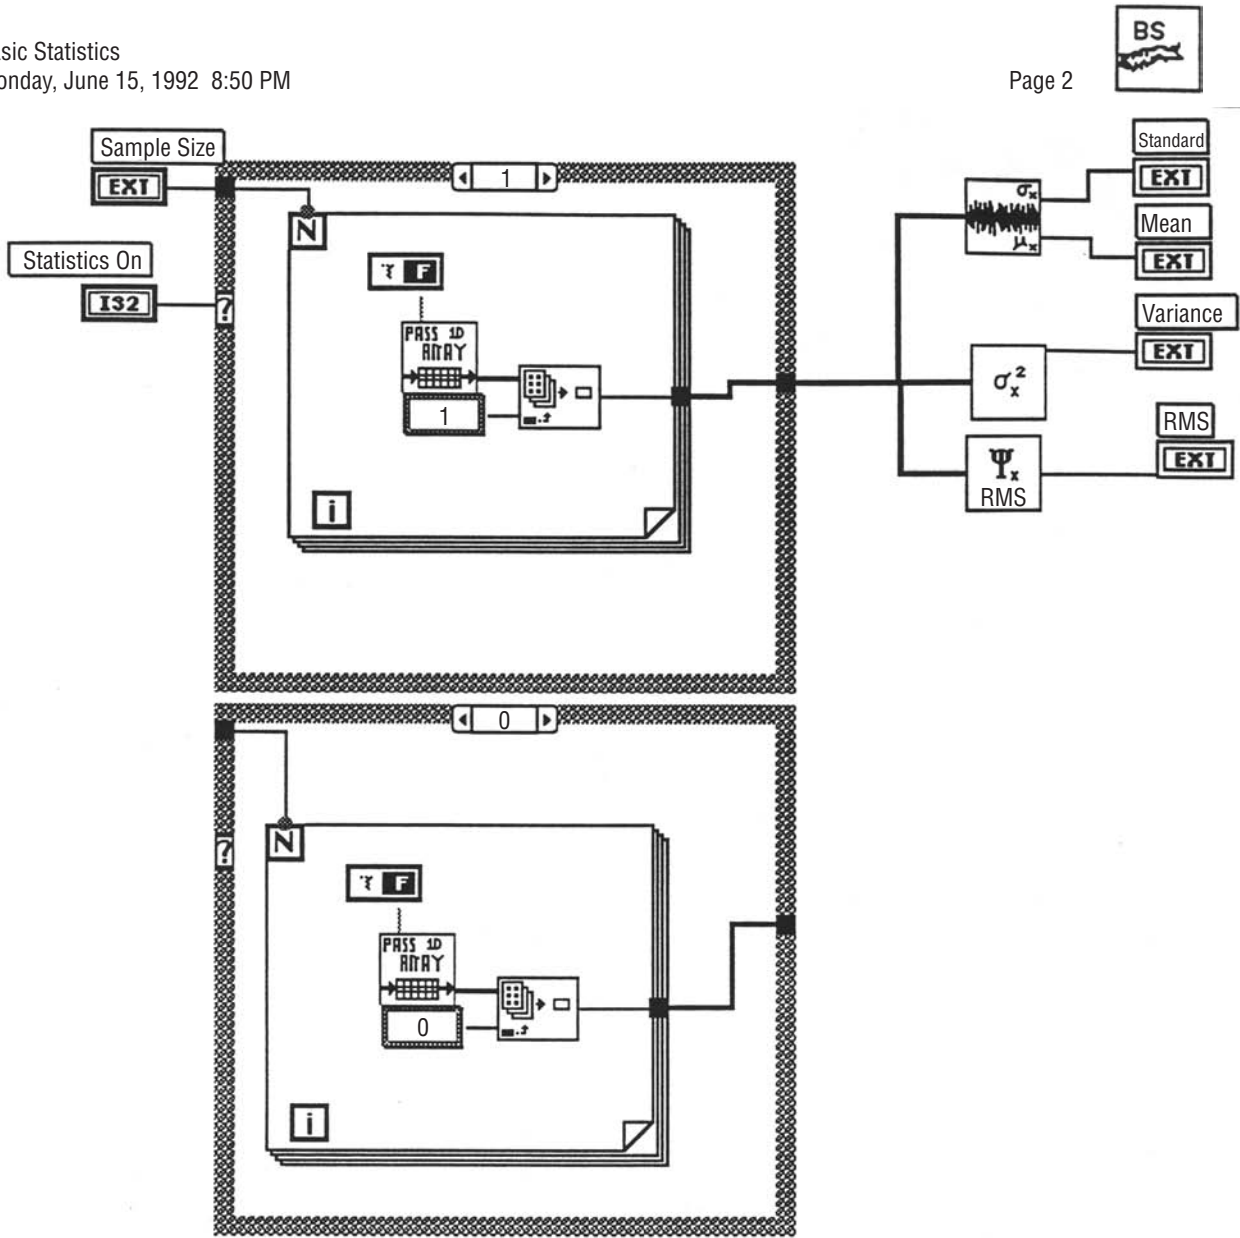 sic Statistics
onday, June 15, 1992 8:50 PM
Page 2
BS
Sample Size
EXT
Statistics On
I32
?
1
N
F
PASS 1D
ARRAY
1
i
σx
μx
Standard
EXT
Mean
EXT
Variance
EXT
σx²
RMS
EXT
Ψx
RMS
0
?
N
F
PASS 1D
ARRAY
0
i